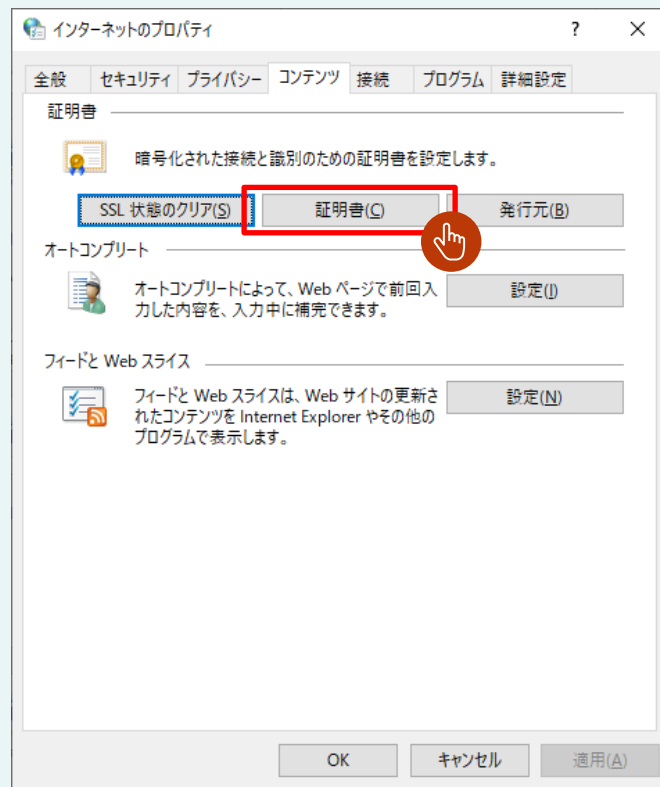 インターネットのプロパティ ?
全般 セキュリティ プライバシー コンテンツ 接続 プログラム 詳細設定
証明書
暗号化された接続と識別のための証明書を設定します。
SSL 状態のクリア(S) 証明書(C) 発行元(B)
オートコンプリート
オートコンプリートによって、Web ページで前回入
力した内容を、入力中に補完できます。
設定(I)
フィードと Web スライス
フィードと Web スライスは、Web サイトの更新さ
れたコンテンツを Internet Explorer やその他の
プログラムで表示します。
設定(N)
OK キャンセル 適用(A)